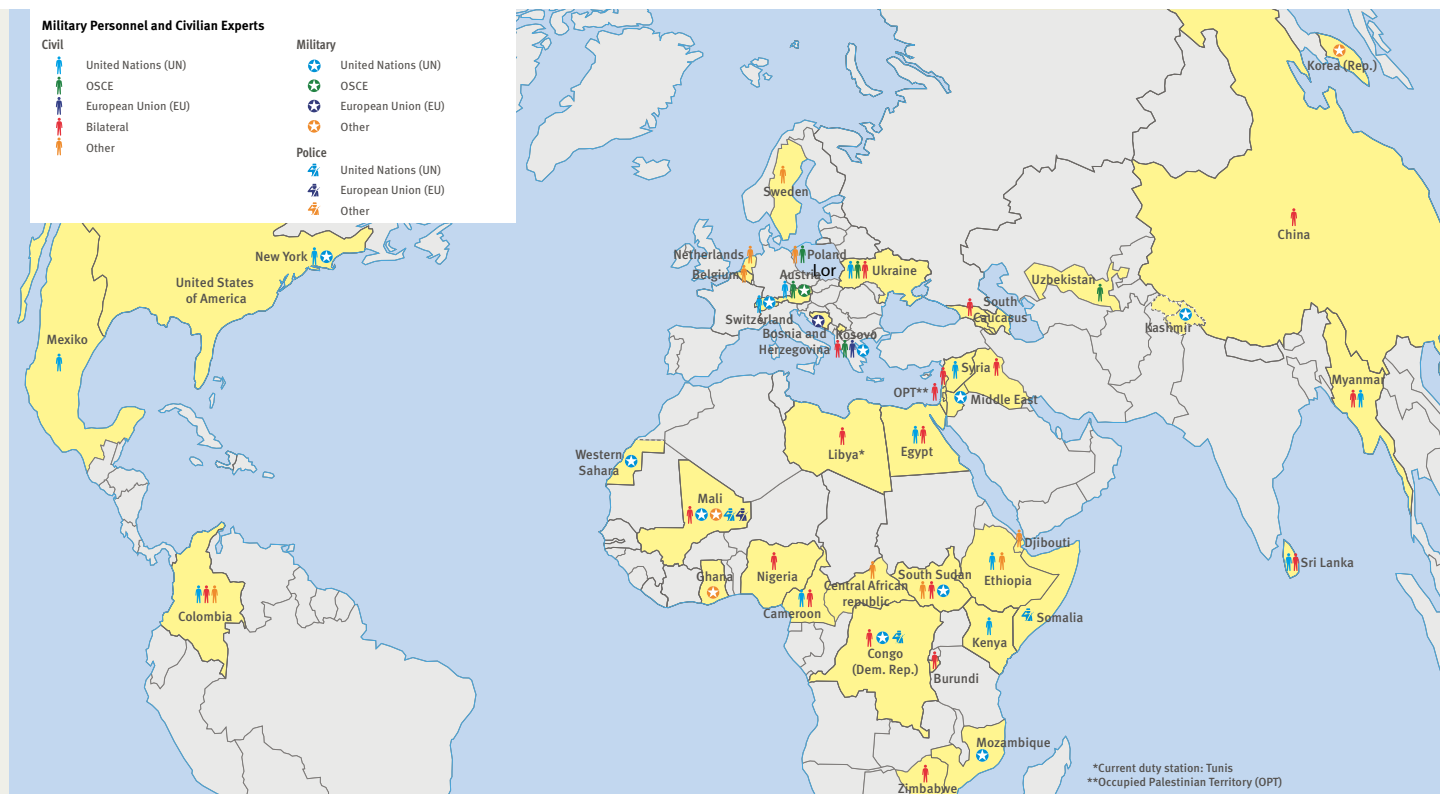 Military Personnel and Civilian Experts
Civil
United Nations (UN)
OSCE
European Union (EU)
Bilateral
Other
Military
United Nations (UN)
OSCE
European Union (EU)
Other
Police
United Nations (UN)
European Union (EU)
Other
Korea (Rep.)
Sweden
China
New York
United States
of America
Mexiko
Netherlands
Poland
Lor
Belgium
Austria
Ukraine
Uzbekistan
Switzerland
South
Caucasus
Kashmir
Bosnia and
Herzegovina
Kosovo
Syria
OPT**
Middle East
Myanmar
Western
Sahara
Libya*
Egypt
Mali
Djibouti
Sri Lanka
Ghana
Nigeria
Central African
republic
South Sudan
Ethiopia
Cameroon
Colombia
Somalia
Kenya
Congo
(Dem. Rep.)
Burundi
Mozambique
Zimbabwe
*Current duty station: Tunis
**Occupied Palestinian Territory (OPT)